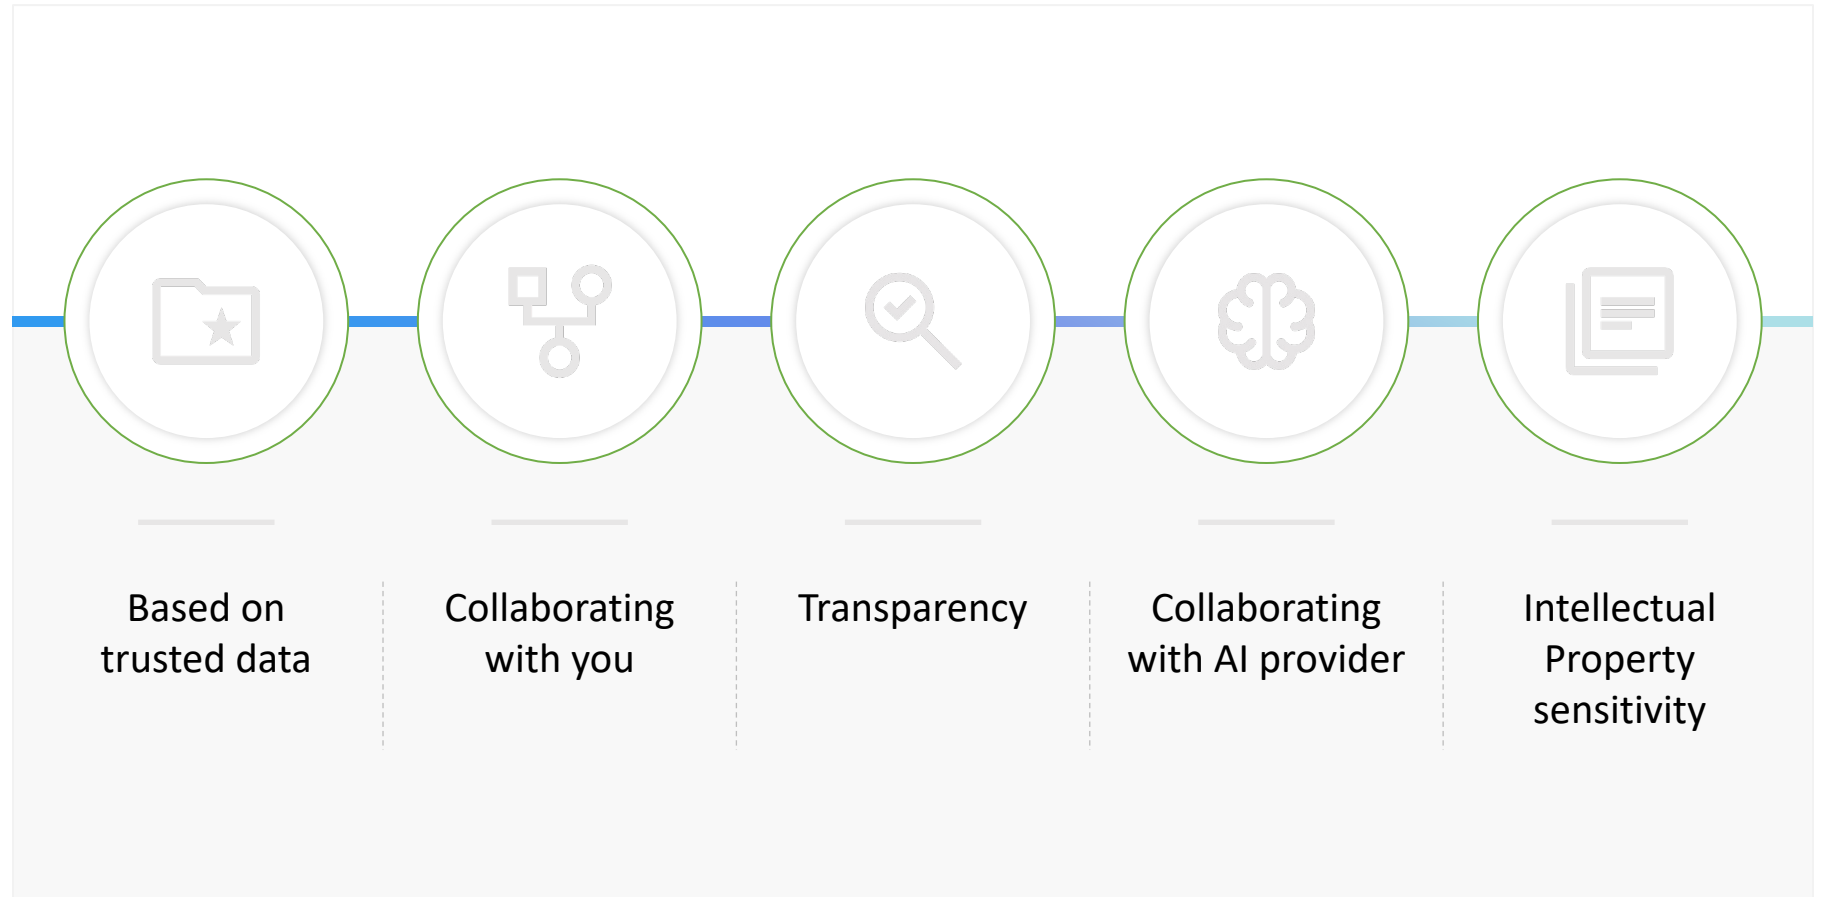 Based on
trusted data
Collaborating
with you
Transparency
Collaborating
with AI provider
Intellectual
Property
sensitivity